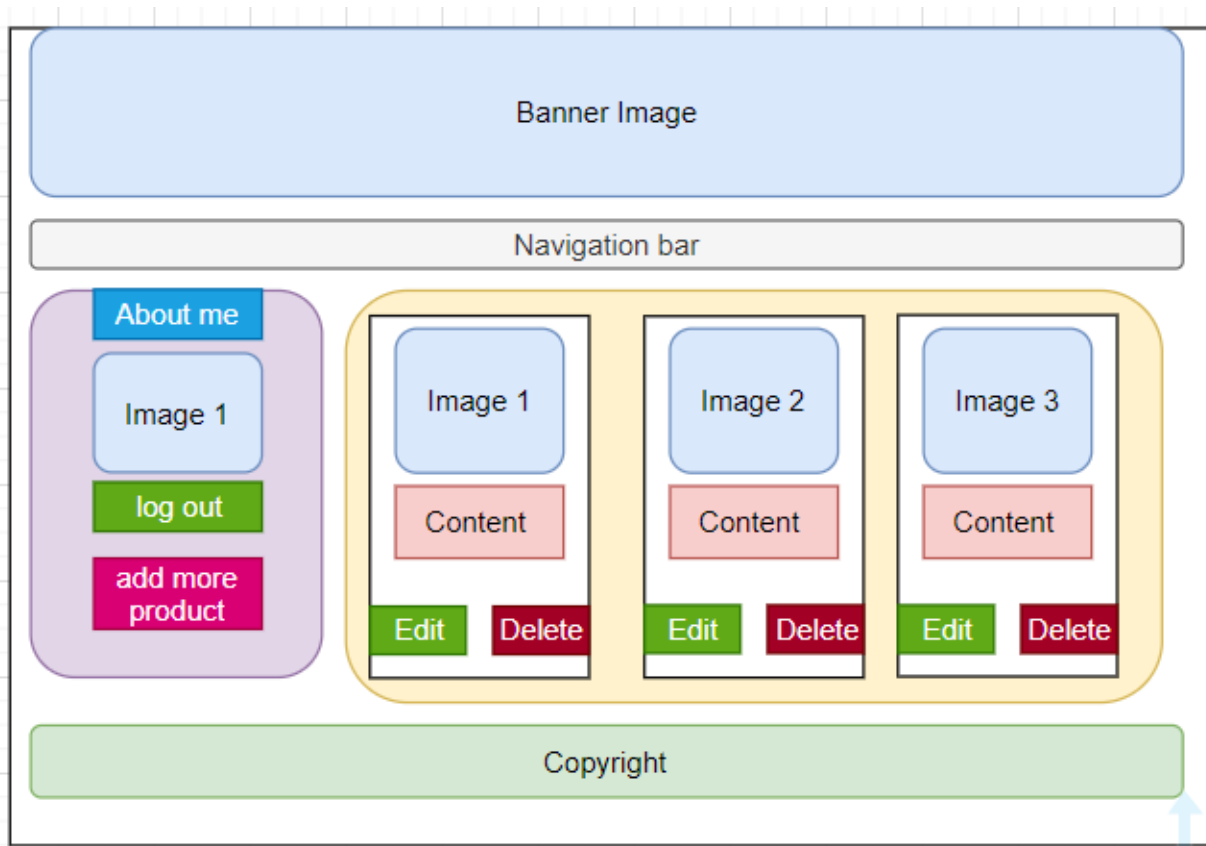 Banner Image
Navigation bar
About me
Image 1
log out
add more
product
Image 1
Content
Edit
Delete
Image 2
Content
Edit
Delete
Image 3
Content
Edit
Delete
Copyright